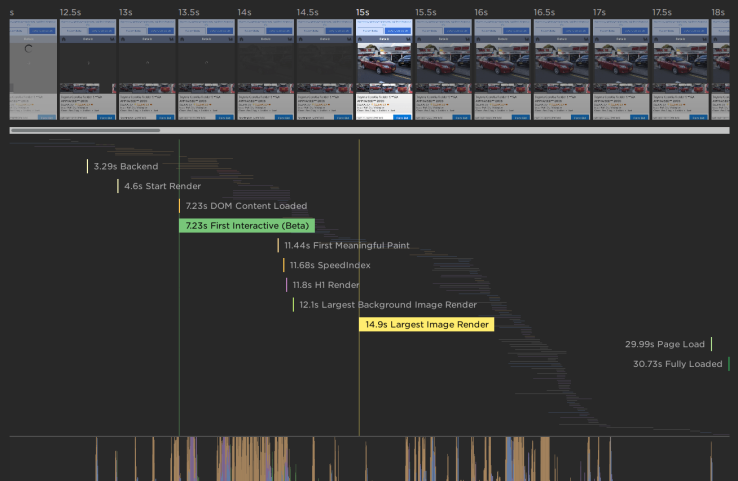 s 12.5s 13s 13.5s 14s 14.5s 15s 15.5s 16s 16.5s 17s 17.5s 18s
3.29s Backend
4.6s Start Render
7.23s DOM Content Loaded
7.23s First Interactive (Beta)
11.44s First Meaningful Paint
11.68s SpeedIndex
11.8s H1 Render
12.1s Largest Background Image Render
14.9s Largest Image Render
29.99s Page Load
30.73s Fully Loaded